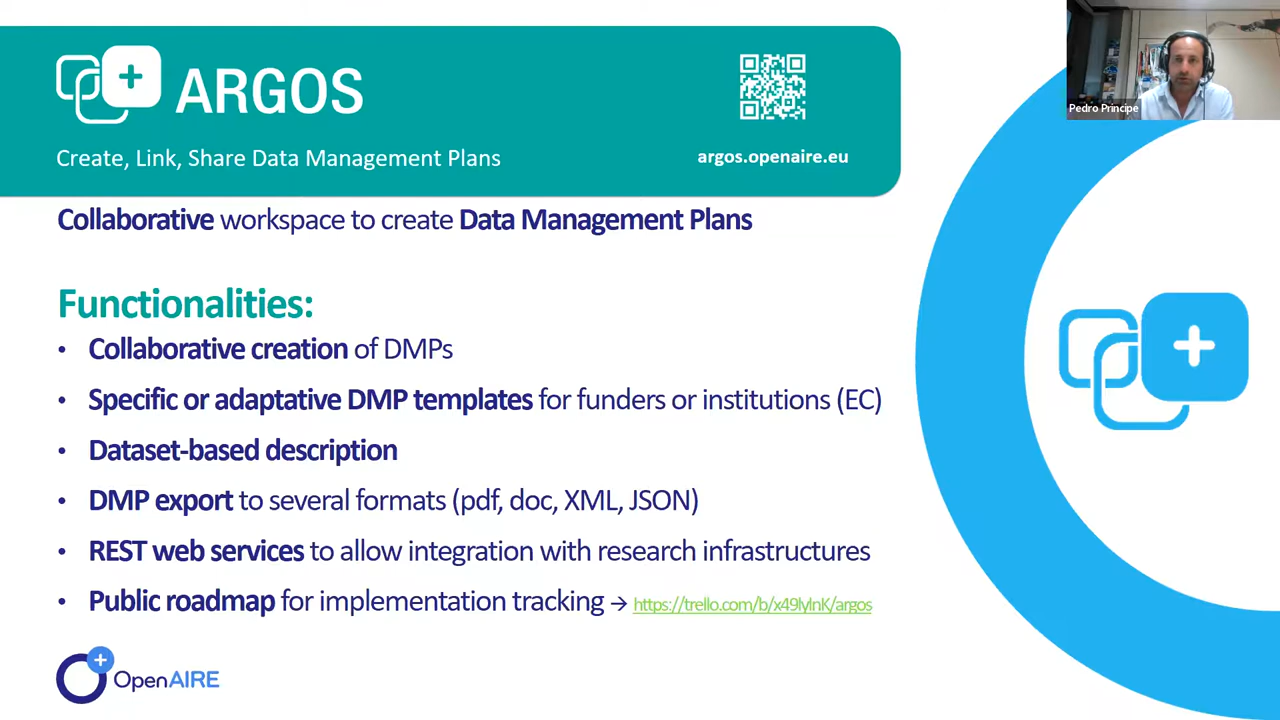 ARGOS
Create, Link, Share Data Management Plans
argos.openaire.eu
Pedro Príncipe
Collaborative workspace to create Data Management Plans
Functionalities:
• Collaborative creation of DMPs
• Specific or adaptative DMP templates for funders or institutions (EC)
• Dataset-based description
• DMP export to several formats (pdf, doc, XML, JSON)
• REST web services to allow integration with research infrastructures
• Public roadmap for implementation tracking → https://trello.com/b/x49lylnK/argos
OpenAIRE